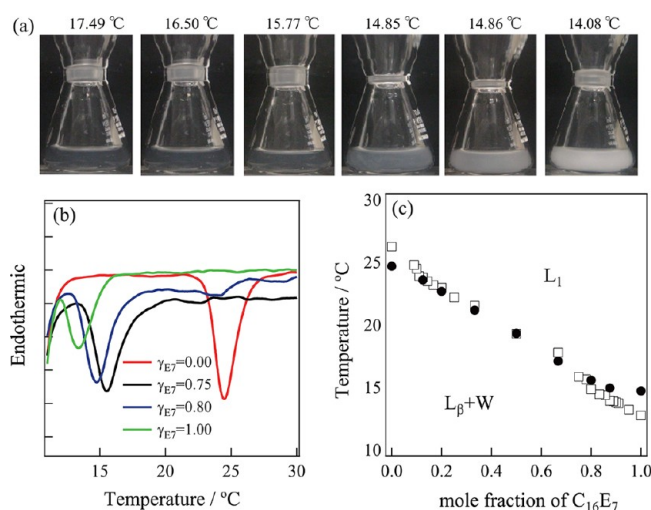 (a)
17.49 ℃ 16.50 ℃ 15.77 ℃ 14.85 ℃ 14.86 ℃ 14.08 ℃
(b)
Endothermic
γE7=0.00
γE7=0.75
γE7=0.80
γE7=1.00
15 20 25 30
Temperature / ºC
(c)
Temperature / ºC
30
25
20
15
10
L1
Lβ+W
0.0 0.2 0.4 0.6 0.8 1.0
mole fraction of C16E7